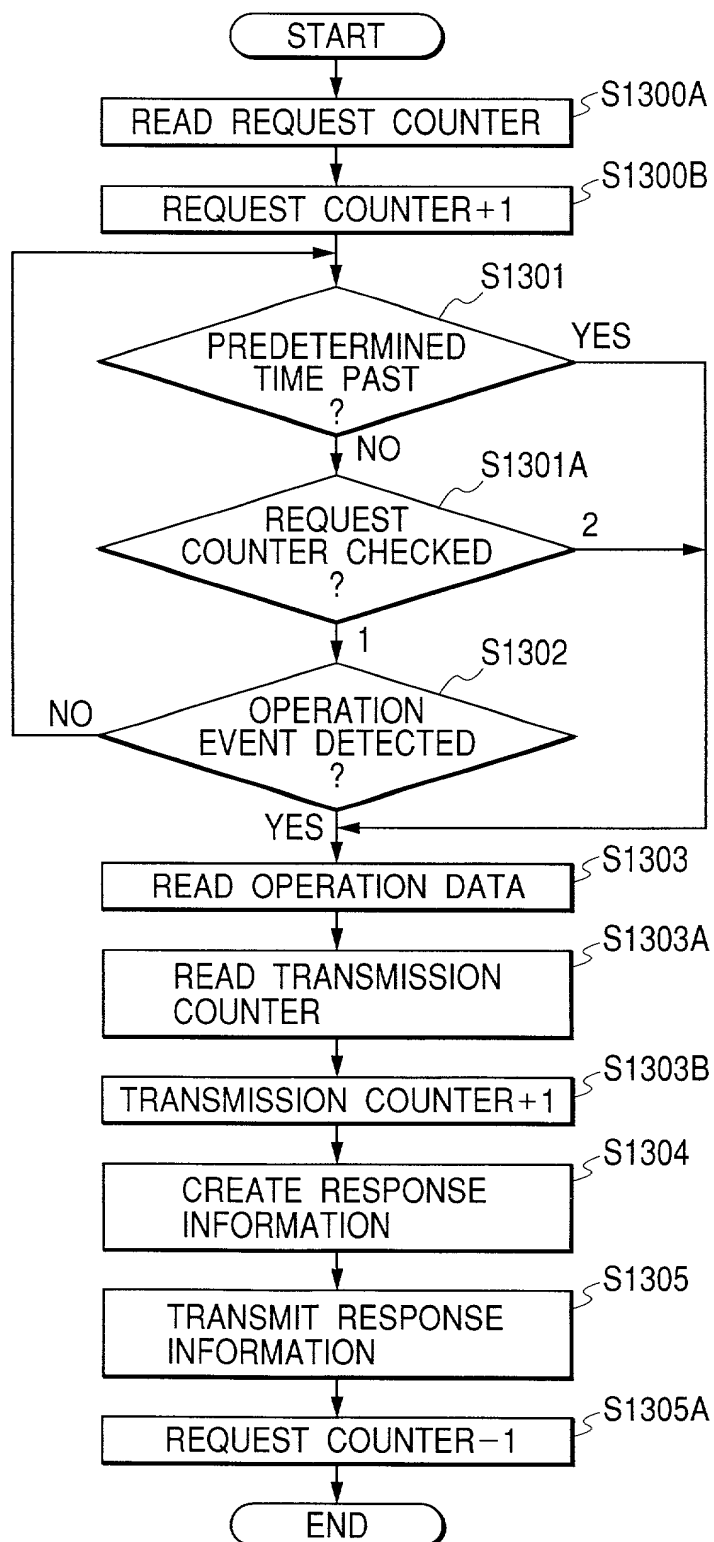 START
S1300A
READ REQUEST COUNTER
S1300B
REQUEST COUNTER+1
S1301
PREDETERMINED
TIME PAST
?
YES
NO
S1301A
REQUEST
COUNTER CHECKED
?
2
1
S1302
OPERATION
EVENT DETECTED
?
NO
YES
S1303
READ OPERATION DATA
S1303A
READ TRANSMISSION
COUNTER
S1303B
TRANSMISSION COUNTER+1
S1304
CREATE RESPONSE
INFORMATION
S1305
TRANSMIT RESPONSE
INFORMATION
S1305A
REQUEST COUNTER−1
END